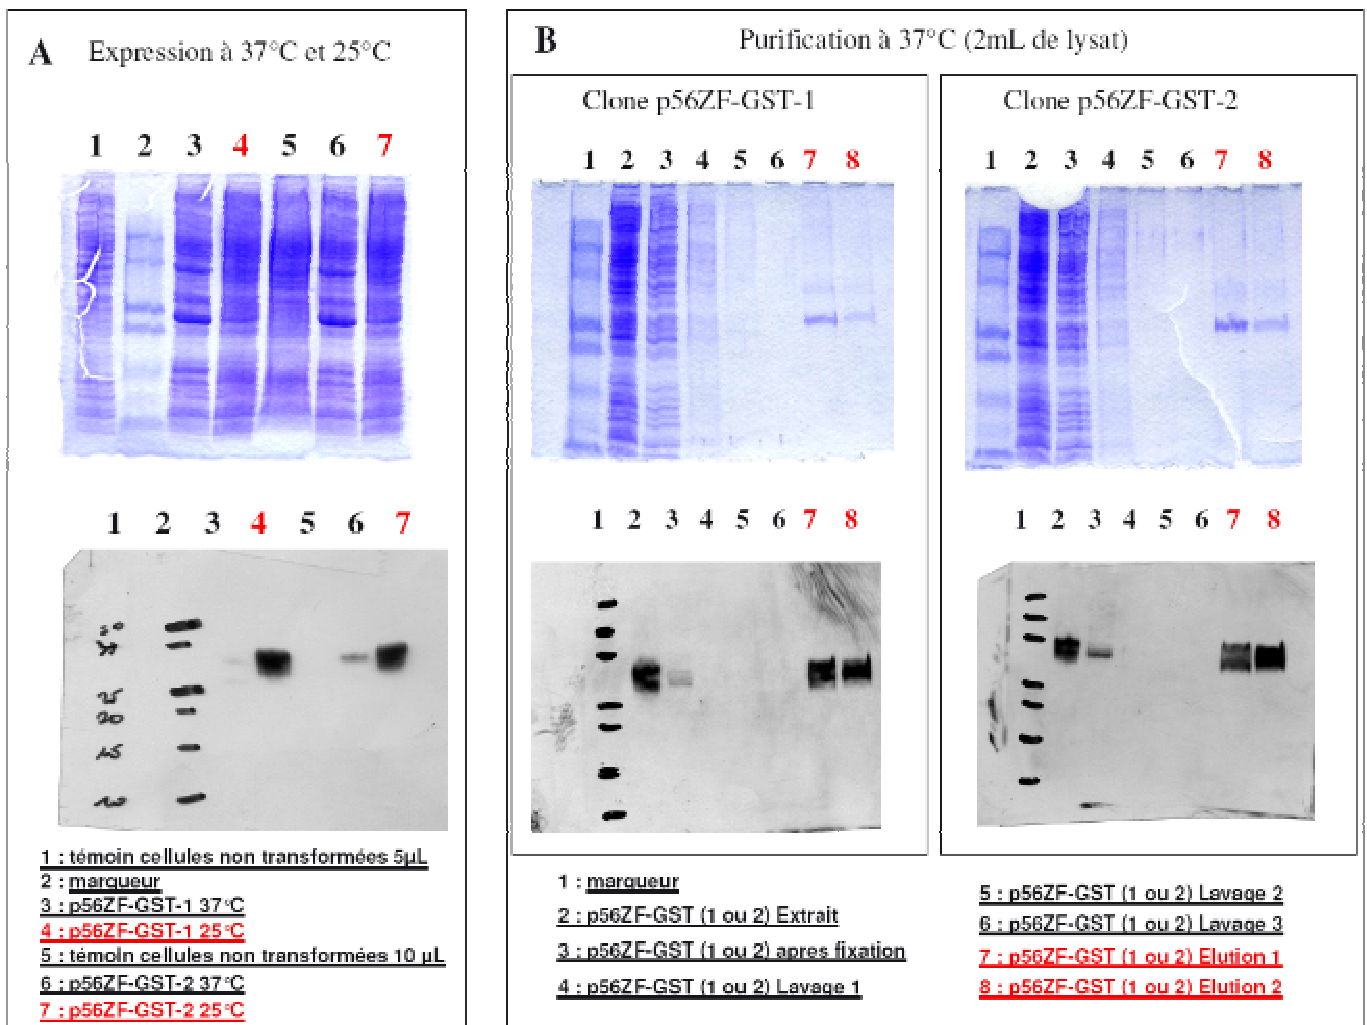 A Expression à 37°C et 25°C
1 2 3 4 5 6 7
1 2 3 4 5 6 7
25
20
15
10
1 : témoin cellules non transformées 5µL
2 : marqueur
3 : p56ZF-GST-1 37°C
4 : p56ZF-GST-1 25°C
5 : témoin cellules non transformées 10 µL
6 : p56ZF-GST-2 37°C
7 : p56ZF-GST-2 25°C
B Purification à 37°C (2mL de lysat)
Clone p56ZF-GST-1
1 2 3 4 5 6 7 8
1 2 3 4 5 6 7 8
Clone p56ZF-GST-2
1 2 3 4 5 6 7 8
1 2 3 4 5 6 7 8
1 : marqueur
2 : p56ZF-GST (1 ou 2) Extrait
3 : p56ZF-GST (1 ou 2) apres fixation
4 : p56ZF-GST (1 ou 2) Lavage 1
5 : p56ZF-GST (1 ou 2) Lavage 2
6 : p56ZF-GST (1 ou 2) Lavage 3
7 : p56ZF-GST (1 ou 2) Elution 1
8 : p56ZF-GST (1 ou 2) Elution 2